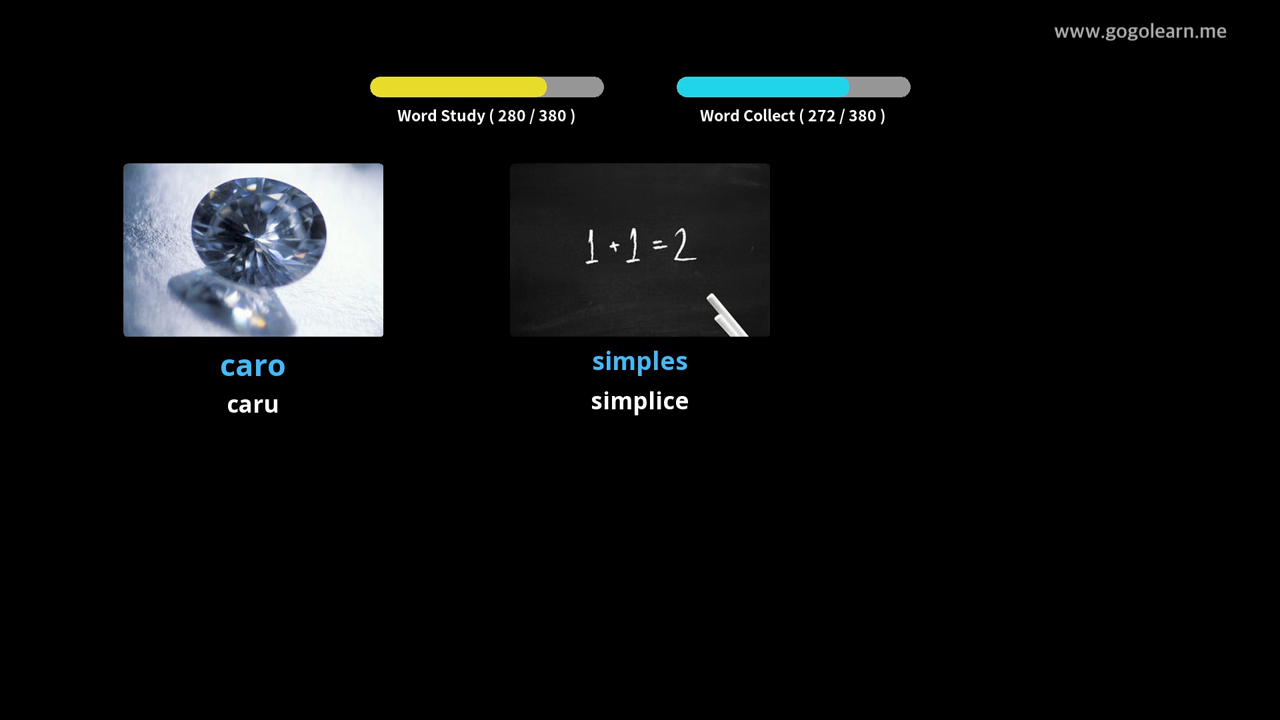 www.gogolearn.me
Word Study ( 280 / 380 )
Word Collect ( 272 / 380 )
1 + 1 = 2
caro
caru
simples
simplice